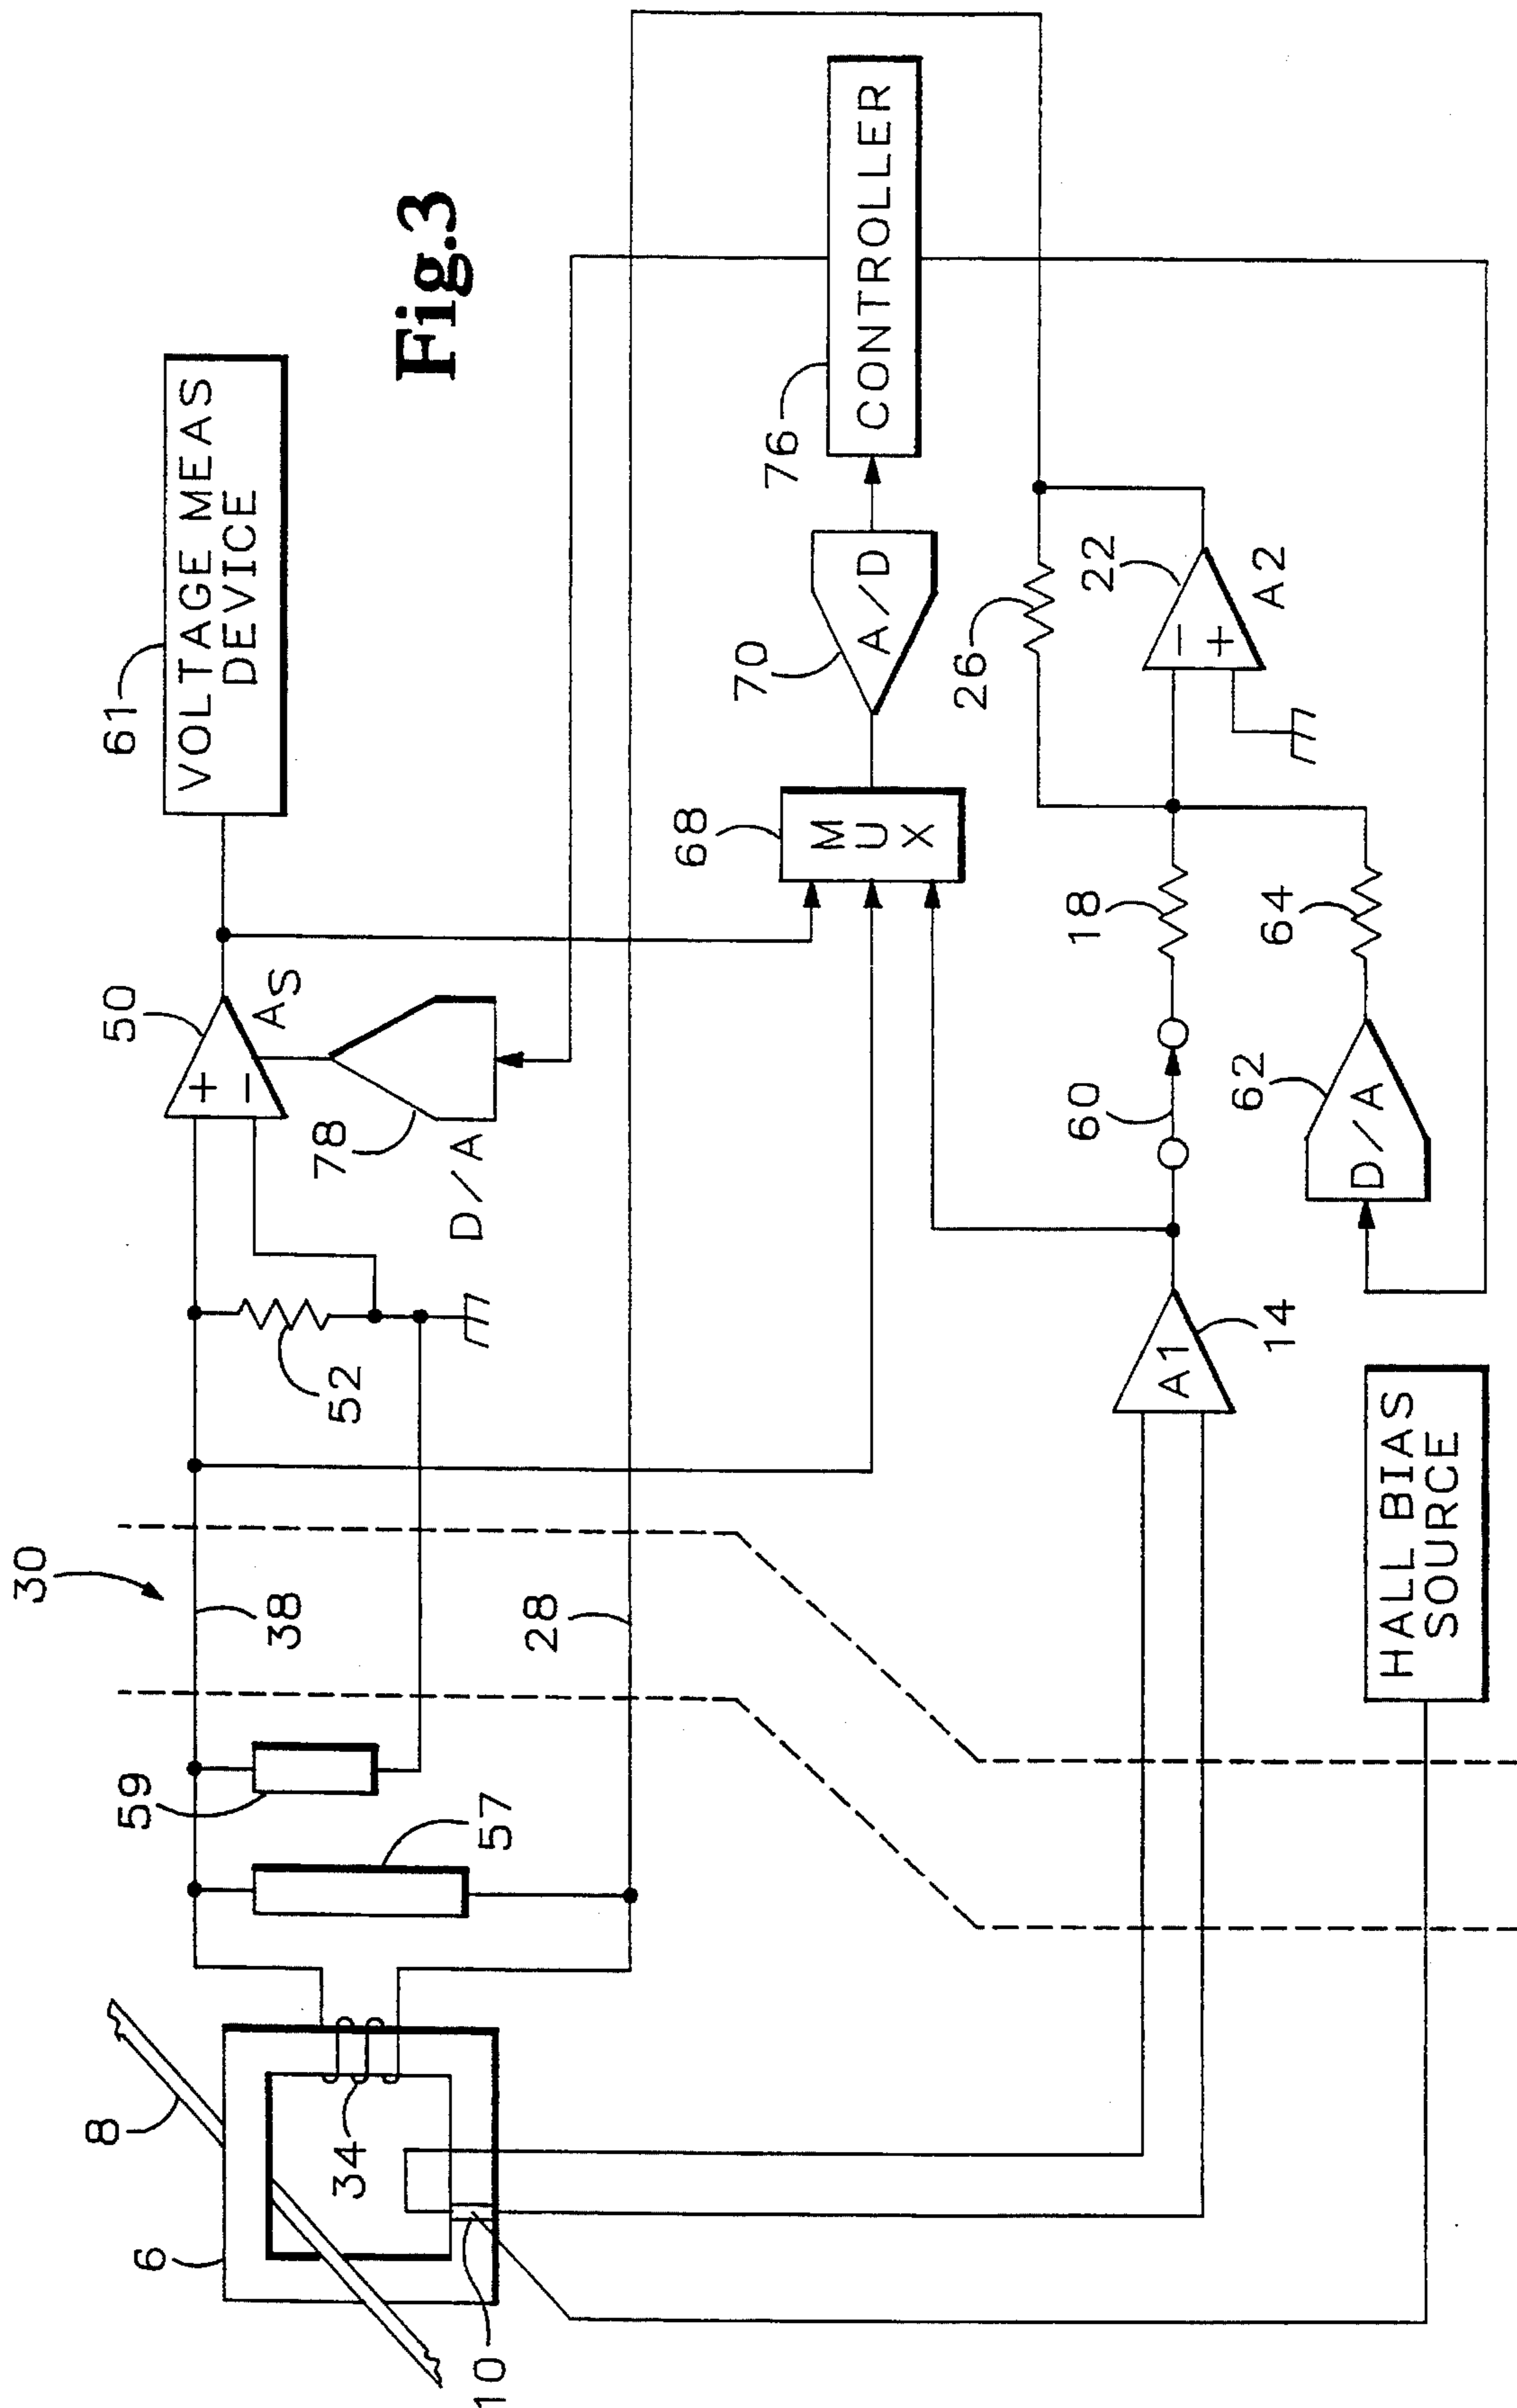 Fig.3
30
8
6
10
34
38
28
59
57
52
50
+
−
AS
78
D/A
61
VOLTAGE MEAS
DEVICE
68
MUX
70
A/D
76
CONTROLLER
26
22
−
+
A2
18
60
64
62
D/A
A1
14
HALL BIAS
SOURCE